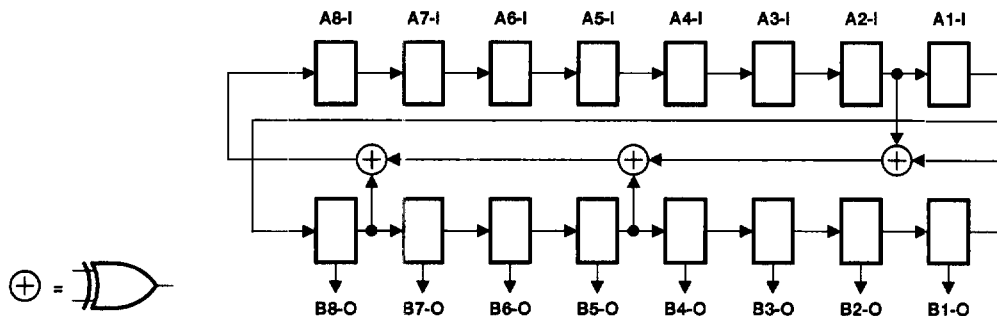 A8-I A7-I A6-I A5-I A4-I A3-I A2-I A1-I
=
B8-O B7-O B6-O B5-O B4-O B3-O B2-O B1-O